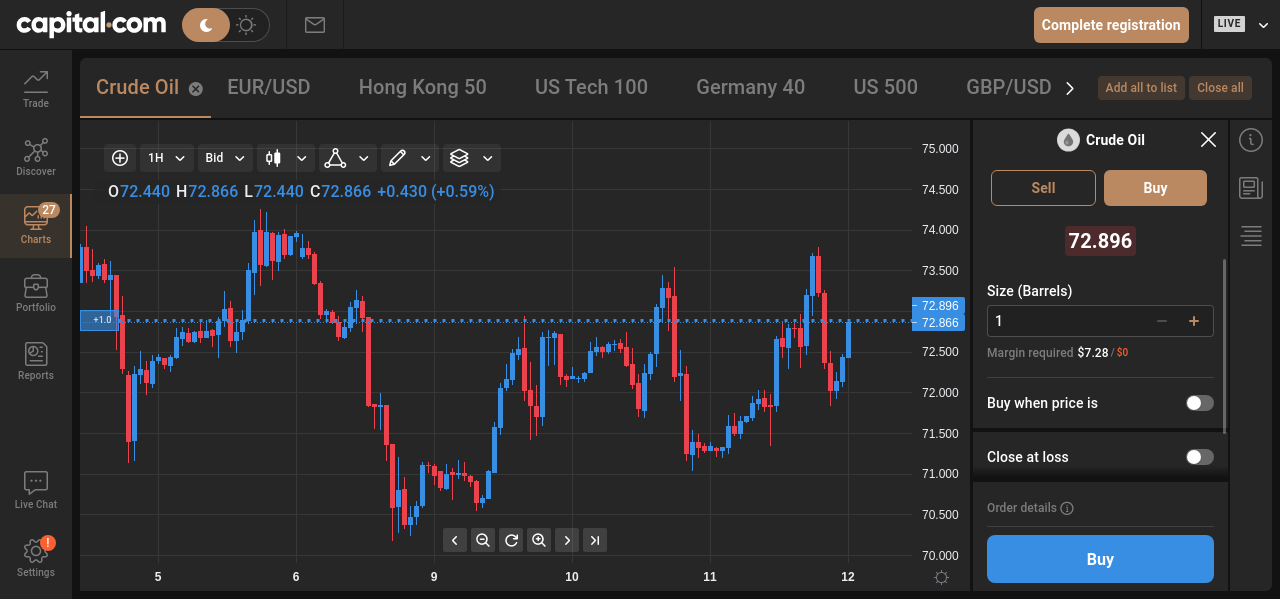 capital.com
Complete registration
LIVE
Trade
Discover
27
Charts
Portfolio
Reports
Live Chat
!
Settings
Crude Oil
EUR/USD
Hong Kong 50
US Tech 100
Germany 40
US 500
GBP/USD
Add all to list
Close all
1H
Bid
O72.440 H72.866 L72.440 C72.866 +0.430 (+0.59%)
+1.0
75.000
74.500
74.000
73.500
72.896
72.866
72.500
72.000
71.500
71.000
70.500
70.000
5
6
9
10
11
12
Crude Oil
Sell
Buy
72.896
Size (Barrels)
1
Margin required $7.28 / $0
Buy when price is
Close at loss
Order details
Buy